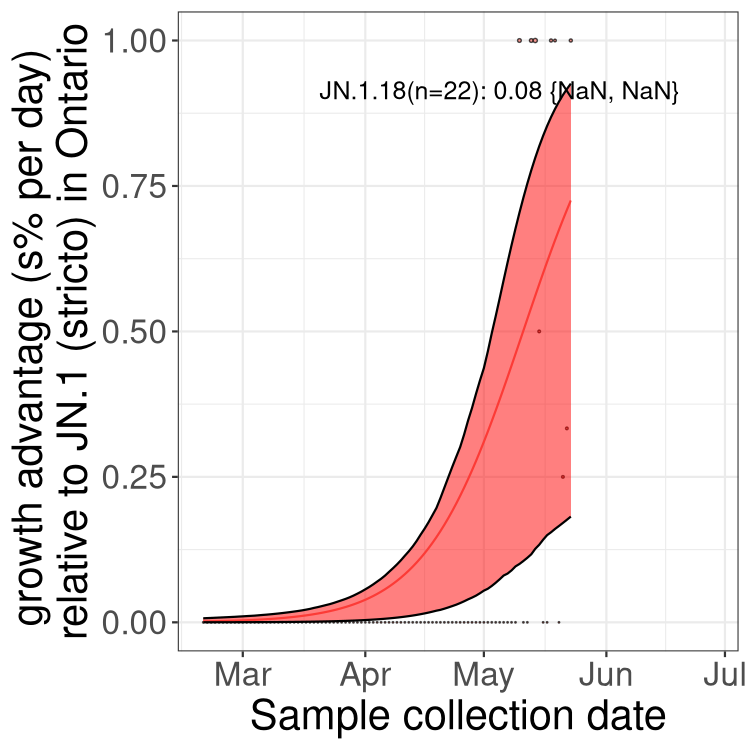 growth advantage (s% per day)
relative to JN.1 (stricto) in Ontario
1.00
0.75
0.50
0.25
0.00
JN.1.18(n=22): 0.08 {NaN, NaN}
Mar Apr May Jun Jul
Sample collection date